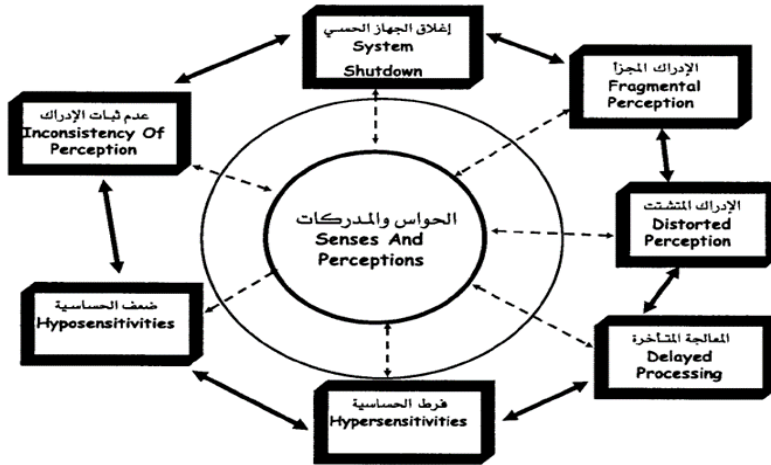 إغلاق الجهاز الحسي
System
Shutdown
الإدراك المجزأ
Fragmental
Perception
عدم ثبات الإدراك
Inconsistency Of
Perception
الحواس والمدركات
Senses And
Perceptions
الإدراك المتشتت
Distorted
Perception
ضعف الحساسية
Hyposensitivities
المعالجة المتأخرة
Delayed
Processing
فرط الحساسية
Hypersensitivities